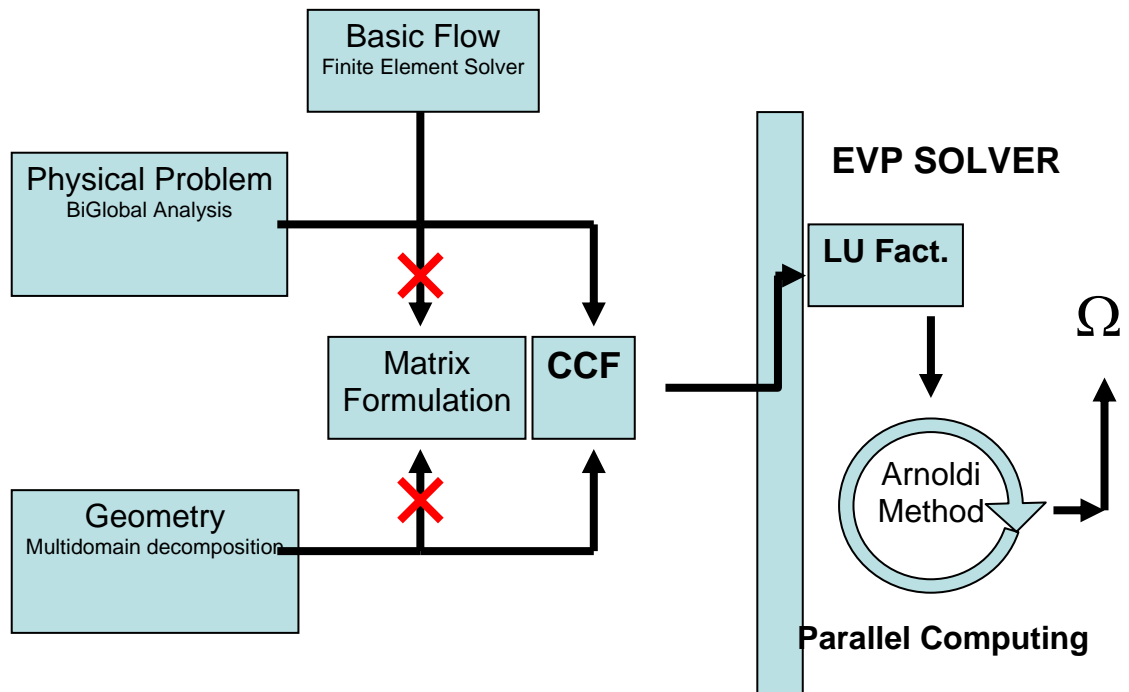 Basic Flow
Finite Element Solver
Physical Problem
BiGlobal Analysis
Matrix
Formulation
CCF
Geometry
Multidomain decomposition
EVP SOLVER
LU Fact.
Ω
Arnoldi
Method
Parallel Computing